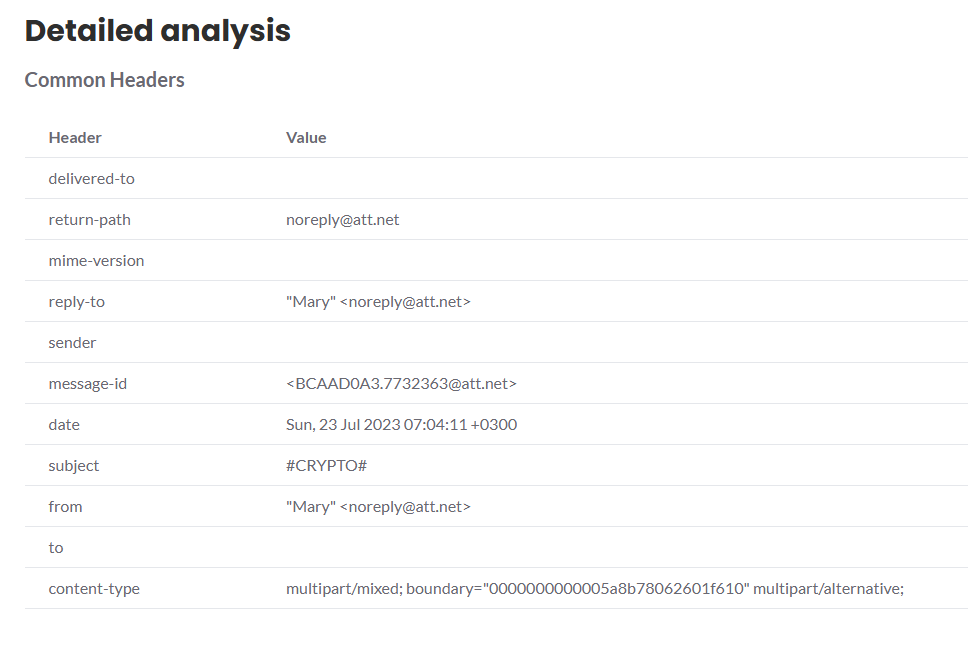 Detailed analysis
Common Headers
Header Value
delivered-to
return-path noreply@att.net
mime-version
reply-to "Mary" <noreply@att.net>
sender
message-id <BCAAD0A3.7732363@att.net>
date Sun, 23 Jul 2023 07:04:11 +0300
subject #CRYPTO#
from "Mary" <noreply@att.net>
to
content-type multipart/mixed; boundary="0000000000005a8b78062601f610" multipart/alternative;